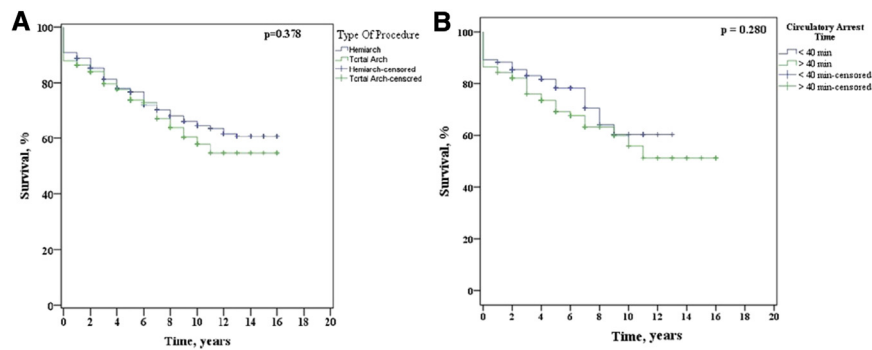 A
p=0.378
Type Of Procedure
Hemiarch
Tortal Arch
Hemiarch-censored
Tortal Arch-censred
100
80
60
40
20
0
Survival, %
0 2 4 6 8 10 12 14 16 18 20
Time, years
B
p = 0.280
Circulatory Arrest
Time
< 40 min
> 40 min
< 40 min-censored
> 40 min-censored
100
80
60
40
20
0
Survival, %
0 2 4 6 8 10 12 14 16 18 20
Time, years